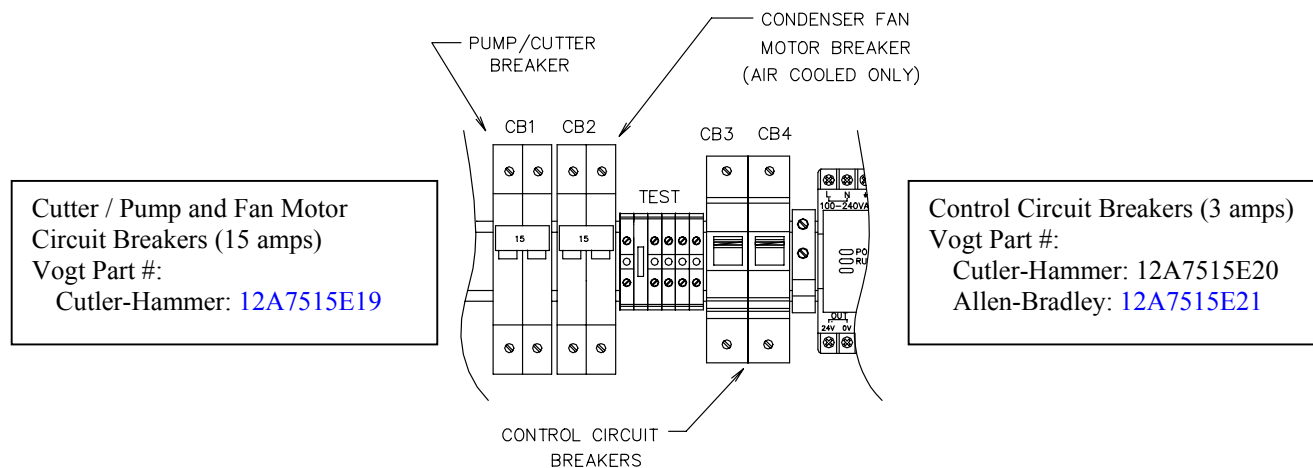 CONDENSER FAN
MOTOR BREAKER
(AIR COOLED ONLY)
PUMP/CUTTER
BREAKER
CB1
CB2
CB3
CB4
TEST
15
15
L N
100-240VA
PO
RU
OUT
24V 0V
Cutter / Pump and Fan Motor
Circuit Breakers (15 amps)
Vogt Part #:
Cutler-Hammer: 12A7515E19
Control Circuit Breakers (3 amps)
Vogt Part #:
Cutler-Hammer: 12A7515E20
Allen-Bradley: 12A7515E21
CONTROL CIRCUIT
BREAKERS